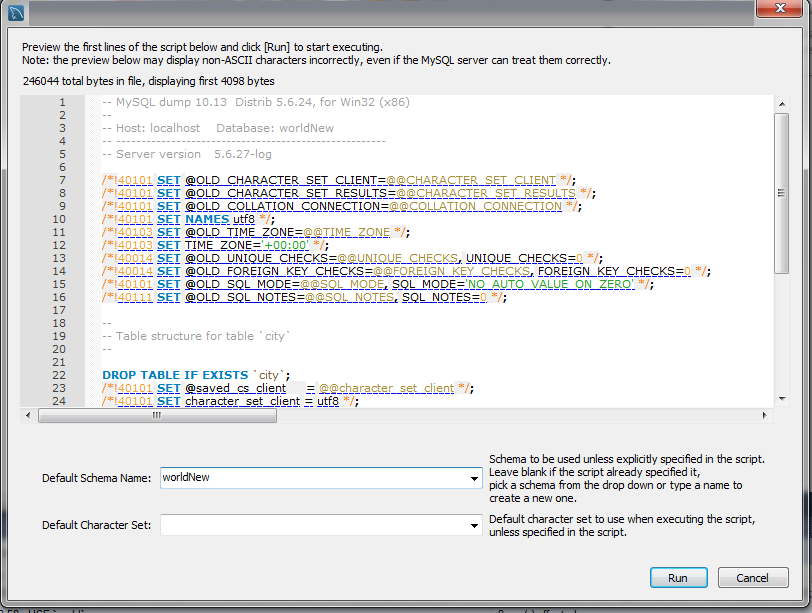 Preview the first lines of the script below and click [Run] to start executing.
Note: the preview below may display non-ASCII characters incorrectly, even if the MySQL server can treat them correctly.
246044 total bytes in file, displaying first 4098 bytes
1 -- MySQL dump 10.13  Distrib 5.6.24, for Win32 (x86)
2 --
3 -- Host: localhost    Database: worldNew
4 -- ------------------------------------------------------
5 -- Server version    5.6.27-log
6
7 /*!40101 SET @OLD_CHARACTER_SET_CLIENT=@@CHARACTER_SET_CLIENT */;
8 /*!40101 SET @OLD_CHARACTER_SET_RESULTS=@@CHARACTER_SET_RESULTS */;
9 /*!40101 SET @OLD_COLLATION_CONNECTION=@@COLLATION_CONNECTION */;
10 /*!40101 SET NAMES utf8 */;
11 /*!40103 SET @OLD_TIME_ZONE=@@TIME_ZONE */;
12 /*!40103 SET TIME_ZONE='+00:00' */;
13 /*!40014 SET @OLD_UNIQUE_CHECKS=@@UNIQUE_CHECKS, UNIQUE_CHECKS=0 */;
14 /*!40014 SET @OLD_FOREIGN_KEY_CHECKS=@@FOREIGN_KEY_CHECKS, FOREIGN_KEY_CHECKS=0 */;
15 /*!40101 SET @OLD_SQL_MODE=@@SQL_MODE, SQL_MODE='NO_AUTO_VALUE_ON_ZERO' */;
16 /*!40111 SET @OLD_SQL_NOTES=@@SQL_NOTES, SQL_NOTES=0 */;
17
18 --
19 -- Table structure for table `city`
20 --
21
22 DROP TABLE IF EXISTS `city`;
23 /*!40101 SET @saved_cs_client     = @@character_set_client */;
24 /*!40101 SET character_set_client = utf8 */;
Default Schema Name: worldNew
Schema to be used unless explicitly specified in the script.
Leave blank if the script already specified it,
pick a schema from the drop down or type a name to
create a new one.
Default Character Set:
Default character set to use when executing the script,
unless specified in the script.
Run Cancel